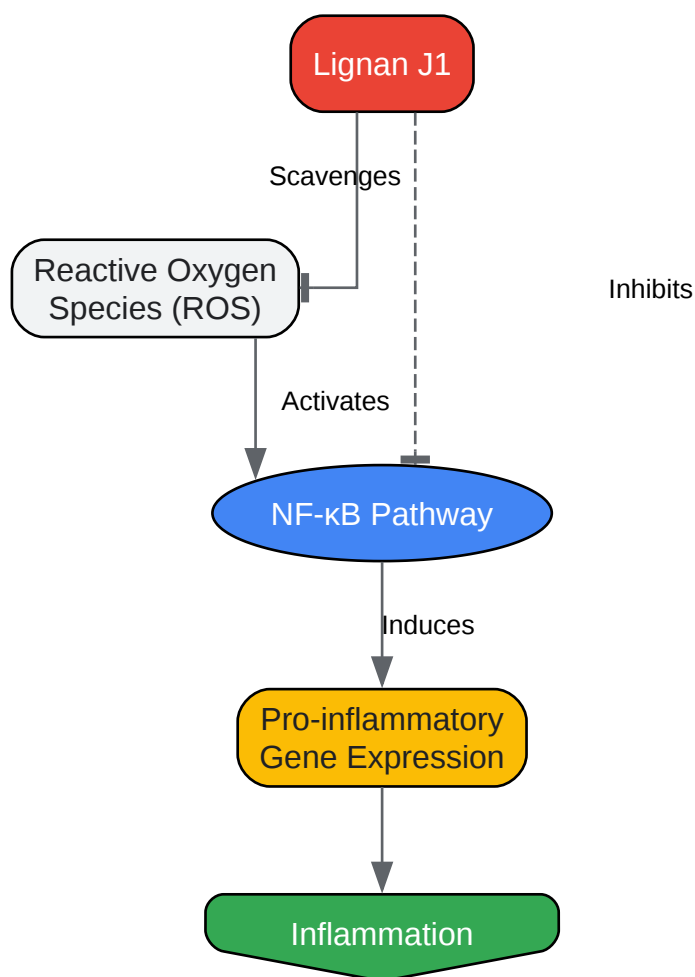 Lignan J1
Scavenges
Reactive Oxygen
Species (ROS)
Inhibits
Activates
NF-κB Pathway
Induces
Pro-inflammatory
Gene Expression
Inflammation